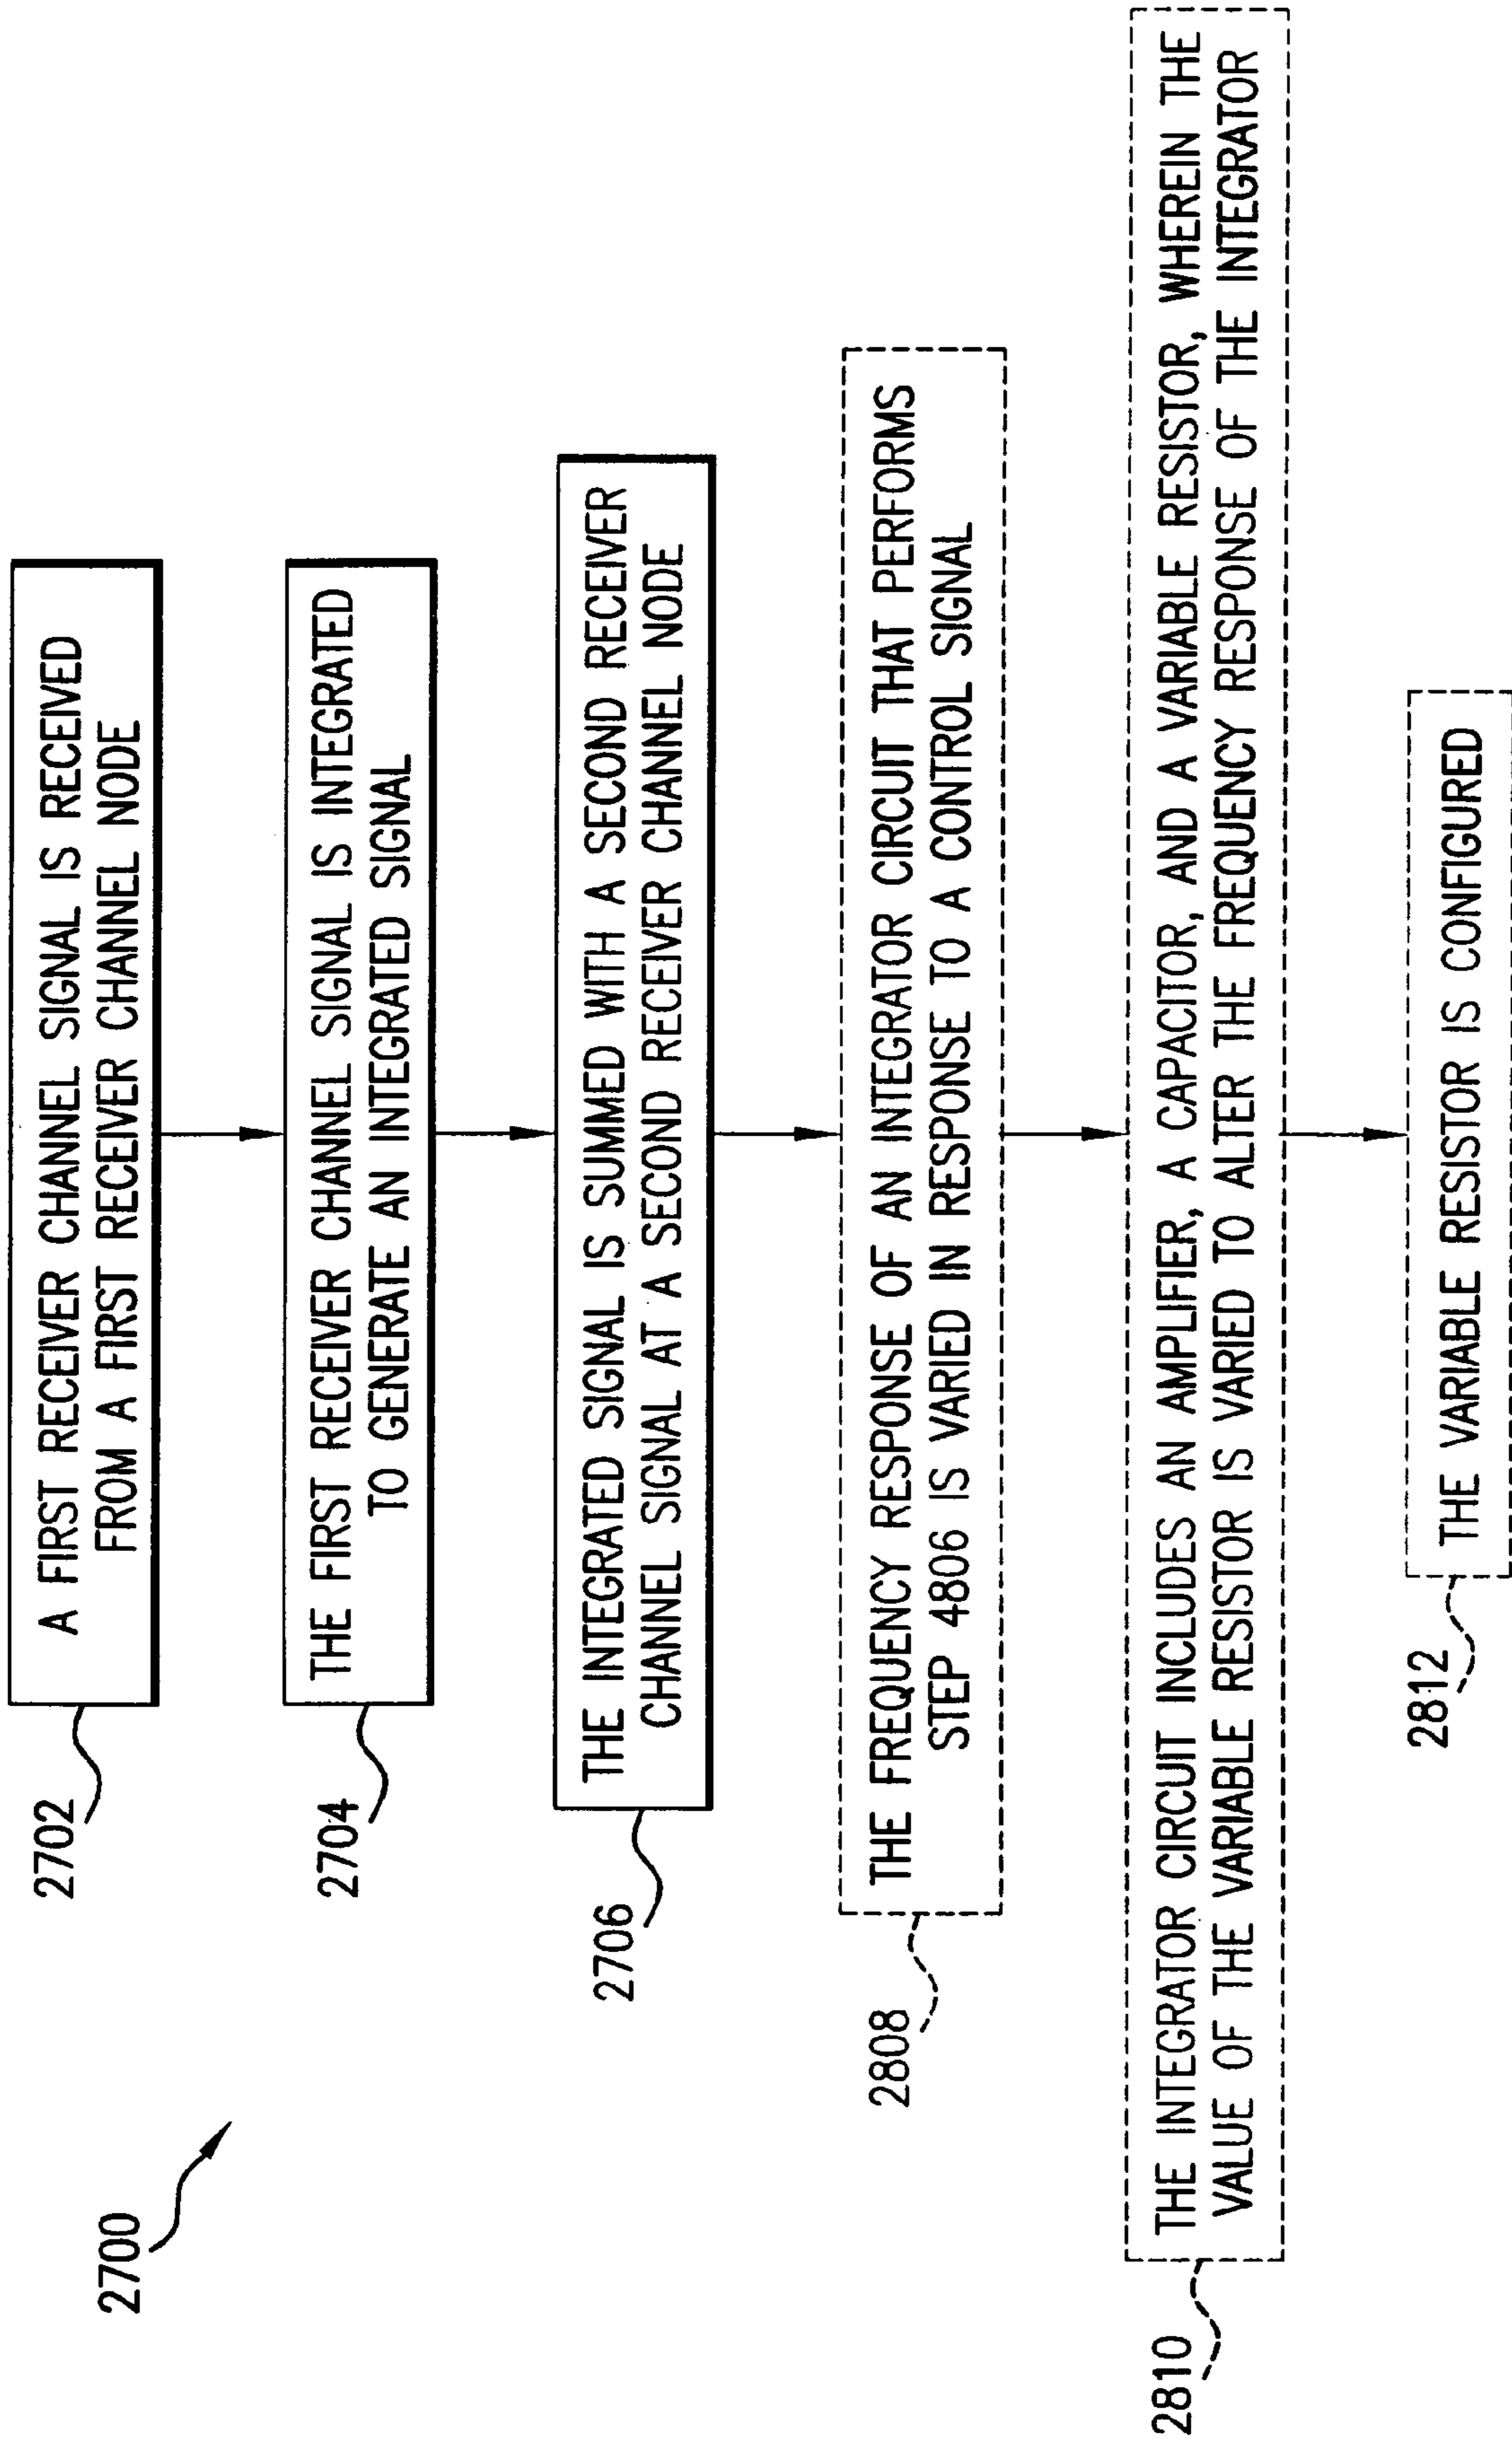 2700
2702
A FIRST RECEIVER CHANNEL SIGNAL IS RECEIVED
FROM A FIRST RECEIVER CHANNEL NODE
2704
THE FIRST RECEIVER CHANNEL SIGNAL IS INTEGRATED
TO GENERATE AN INTEGRATED SIGNAL
2706
THE INTEGRATED SIGNAL IS SUMMED WITH A SECOND RECEIVER
CHANNEL SIGNAL AT A SECOND RECEIVER CHANNEL NODE
2808
THE FREQUENCY RESPONSE OF AN INTEGRATOR CIRCUIT THAT PERFORMS
STEP 4806 IS VARIED IN RESPONSE TO A CONTROL SIGNAL
2810
THE INTEGRATOR CIRCUIT INCLUDES AN AMPLIFIER, A CAPACITOR, AND A VARIABLE RESISTOR, WHEREIN THE
VALUE OF THE VARIABLE RESISTOR IS VARIED TO ALTER THE FREQUENCY RESPONSE OF THE INTEGRATOR
2812
THE VARIABLE RESISTOR IS CONFIGURED